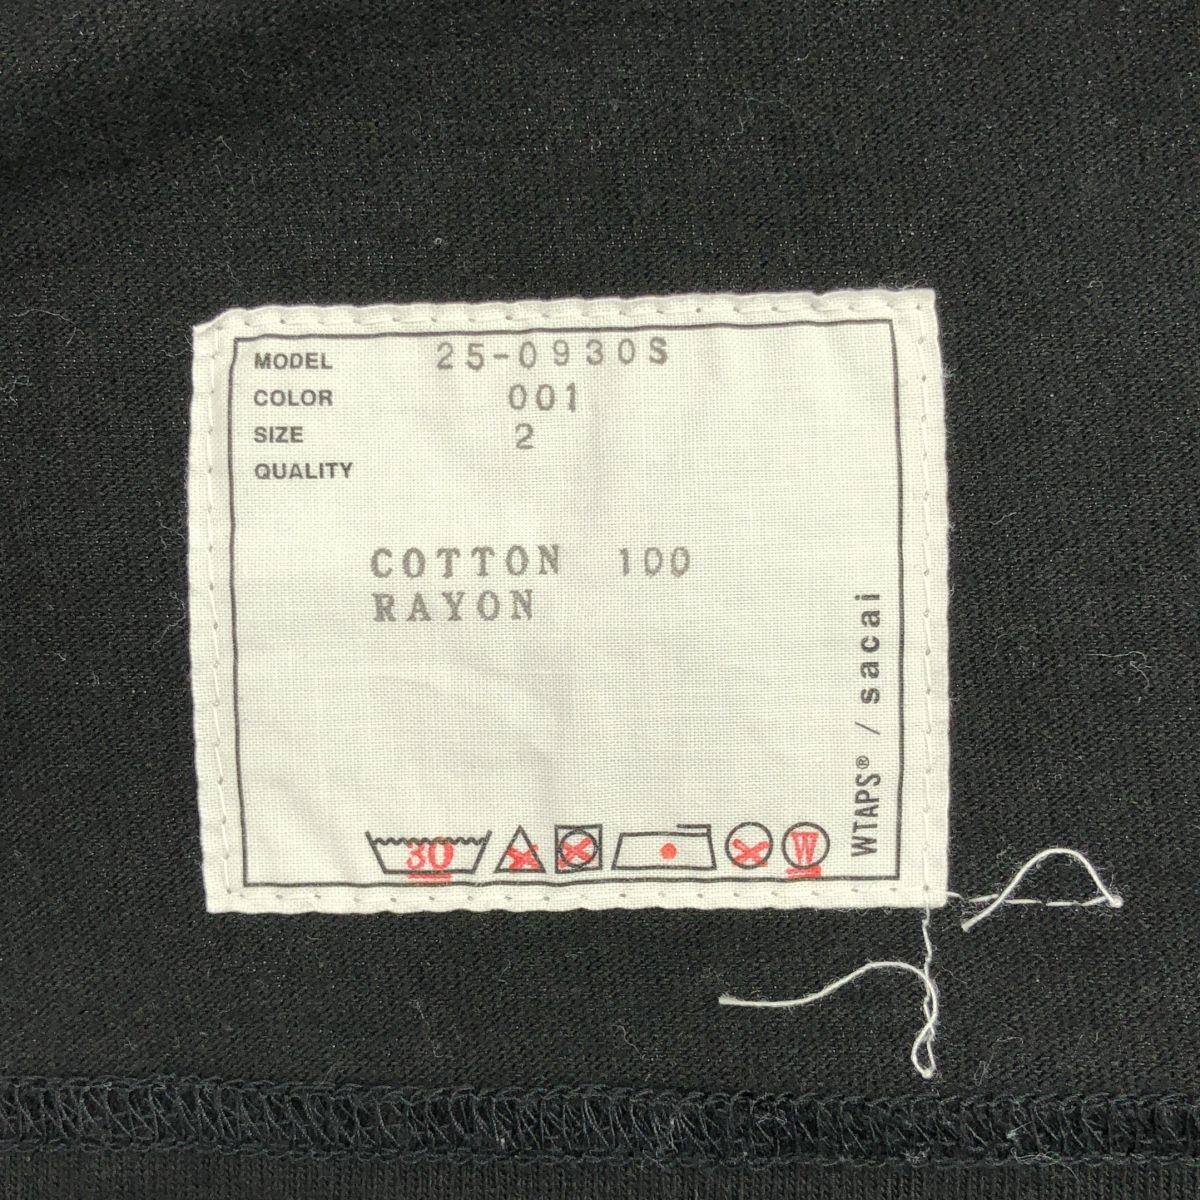 MODEL 25-0930S
COLOR 001
SIZE 2
QUALITY
COTTON 100
RAYON
30
W
WTAPS® / sacai